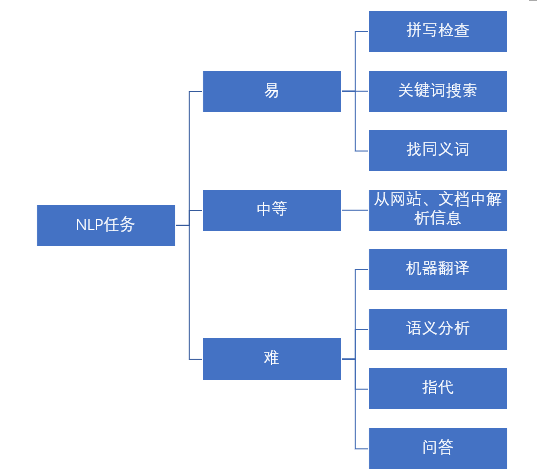 NLP任务
易
拼写检查
关键词搜索
找同义词
中等
从网站、文档中解
析信息
难
机器翻译
语义分析
指代
问答